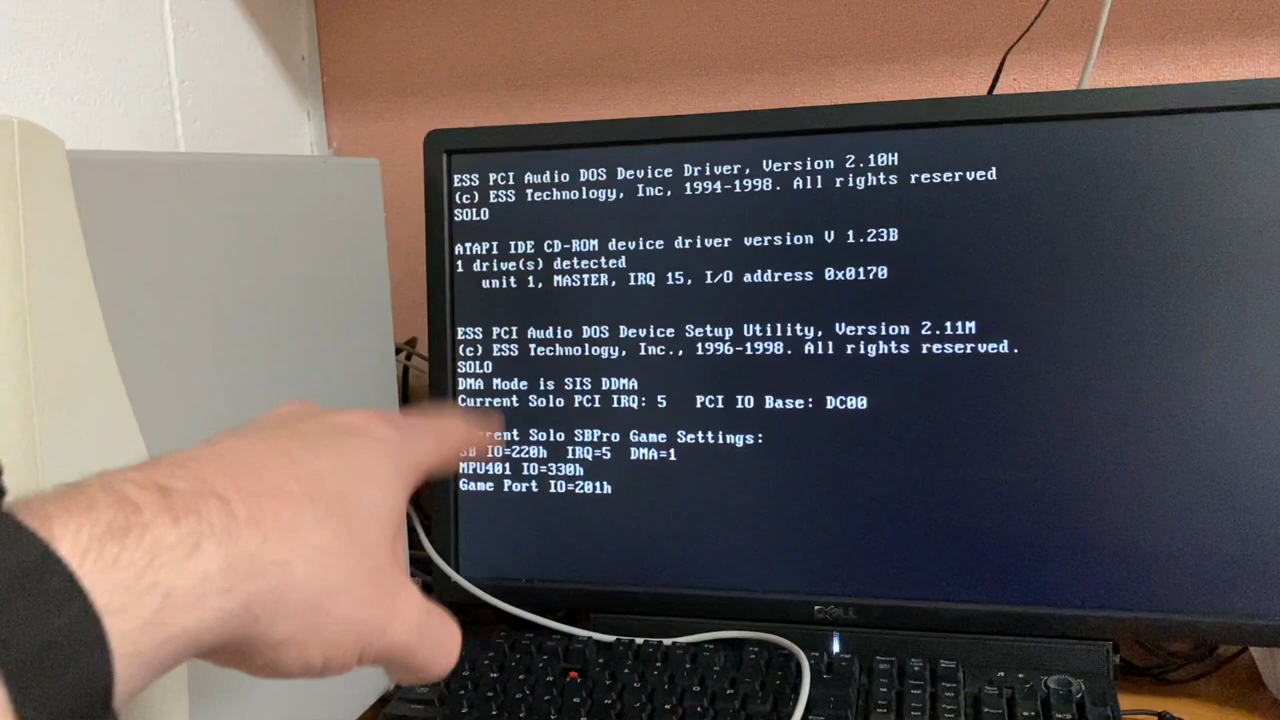 ESS PCI Audio DOS Device Driver, Version 2.10H
(c) ESS Technology, Inc, 1994-1998. All rights reserved
SOLO
ATAPI IDE CD-ROM device driver version V 1.23B
1 drive(s) detected
unit 1, MASTER, IRQ 15, I/O address 0x0170
ESS PCI Audio DOS Device Setup Utility, Version 2.11M
(c) ESS Technology, Inc., 1996-1998. All rights reserved.
SOLO
DMA Mode is SIS DDMA
Current Solo PCI IRQ: 5 PCI IO Base: DC00
Solo SBPro Game Settings:
SB IO=220h IRQ=5 DMA=1
MPU401 IO=330h
Game Port IO=201h
DELL